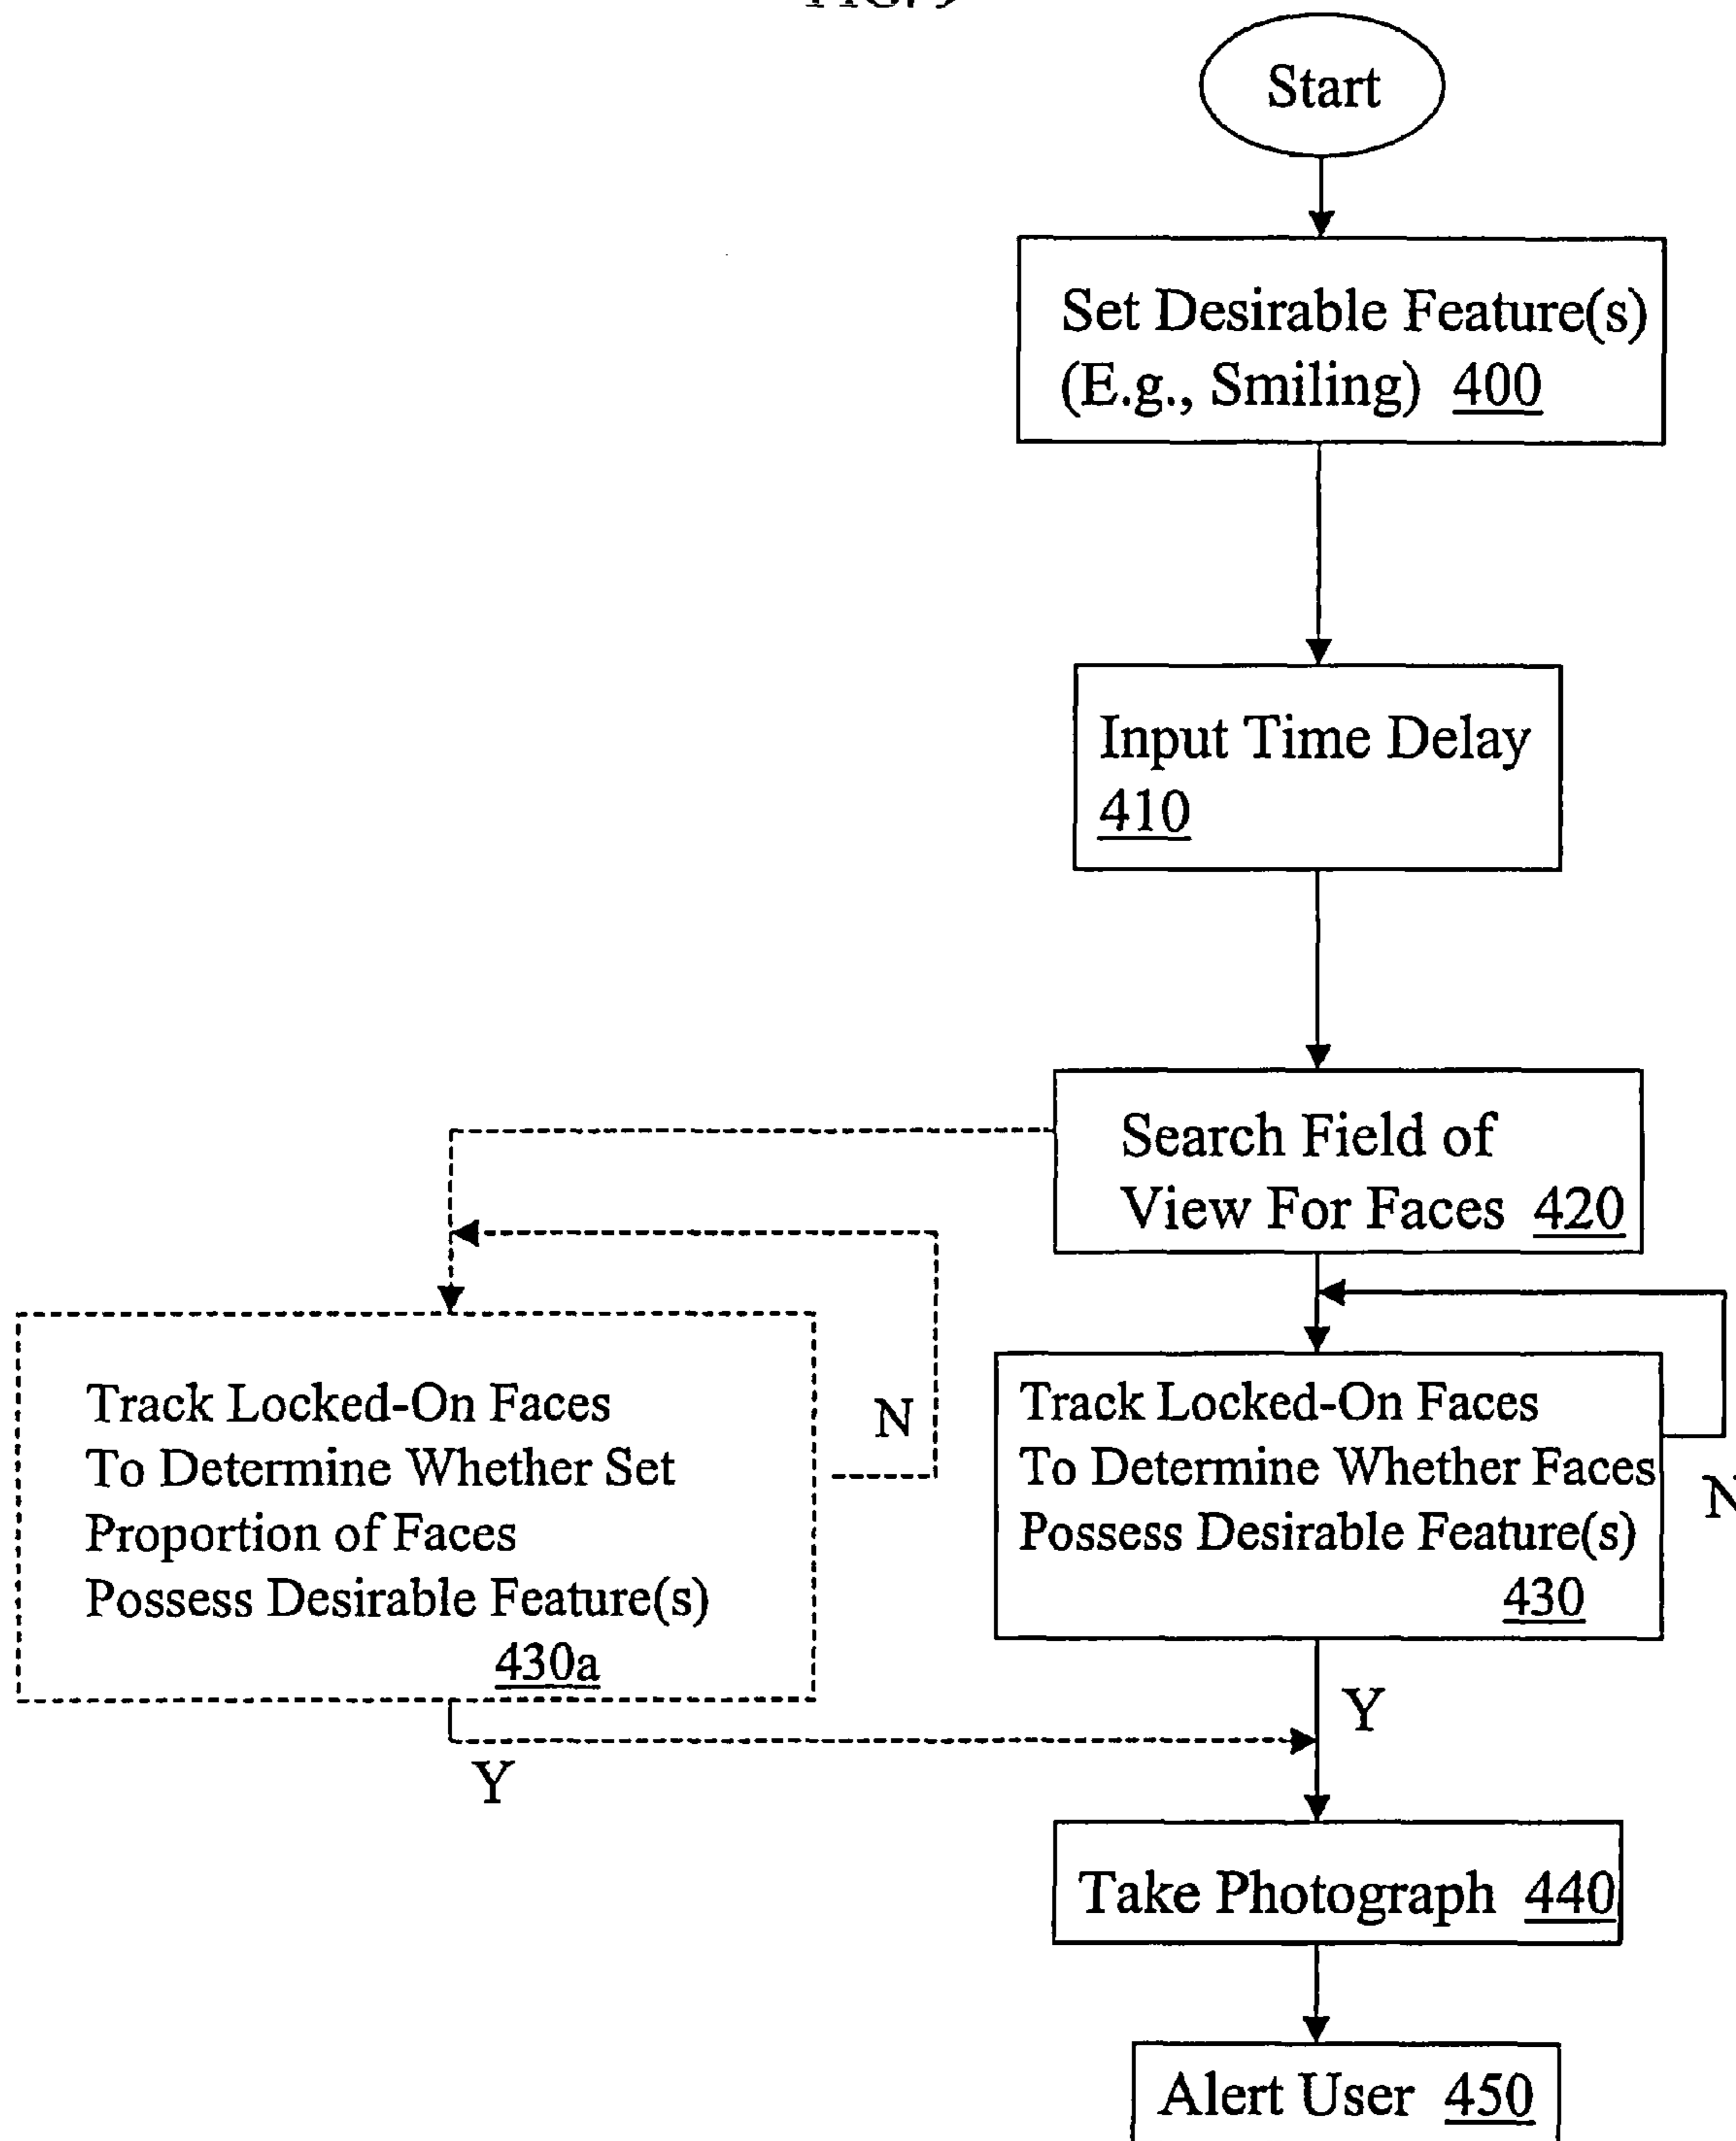 Start
Set Desirable Feature(s)
(E.g., Smiling) 400
Input Time Delay
410
Search Field of
View For Faces 420
Track Locked-On Faces
To Determine Whether Set
Proportion of Faces
Possess Desirable Feature(s)
430a
N
Track Locked-On Faces
To Determine Whether Faces
Possess Desirable Feature(s)
430
N
Y
Y
Take Photograph 440
Alert User 450